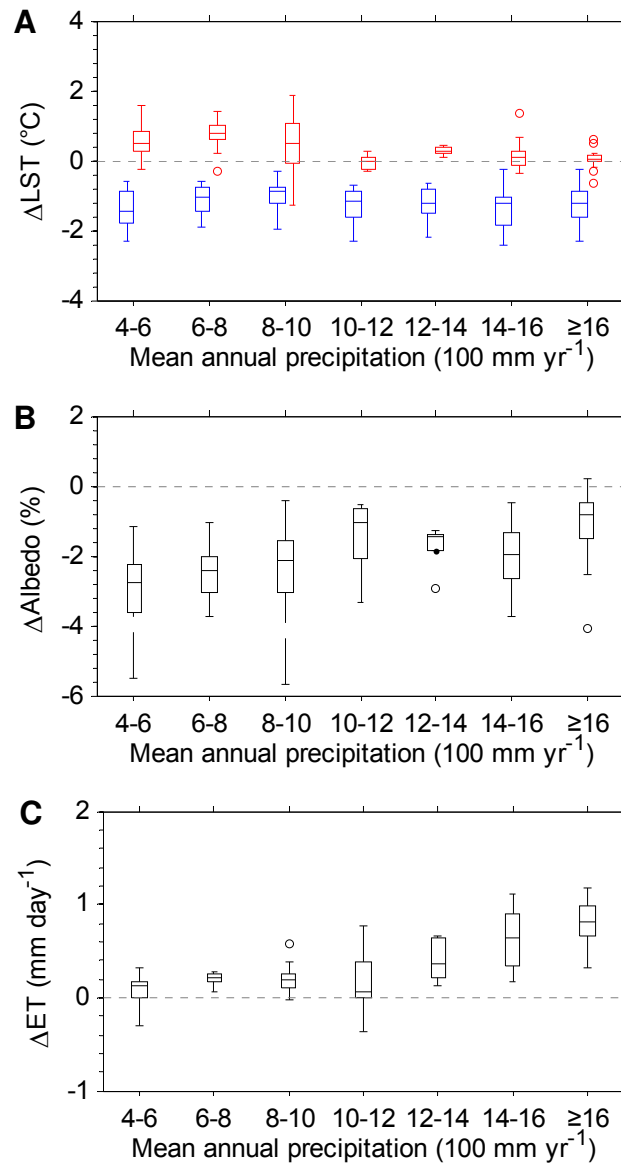 A
ΔLST (°C)
4
2
0
-2
-4
4-6 6-8 8-10 10-12 12-14 14-16 ≥16
Mean annual precipitation (100 mm yr⁻¹)
B
ΔAlbedo (%)
2
0
-2
-4
-6
4-6 6-8 8-10 10-12 12-14 14-16 ≥16
Mean annual precipitation (100 mm yr⁻¹)
C
ΔET (mm day⁻¹)
2
1
0
-1
4-6 6-8 8-10 10-12 12-14 14-16 ≥16
Mean annual precipitation (100 mm yr⁻¹)